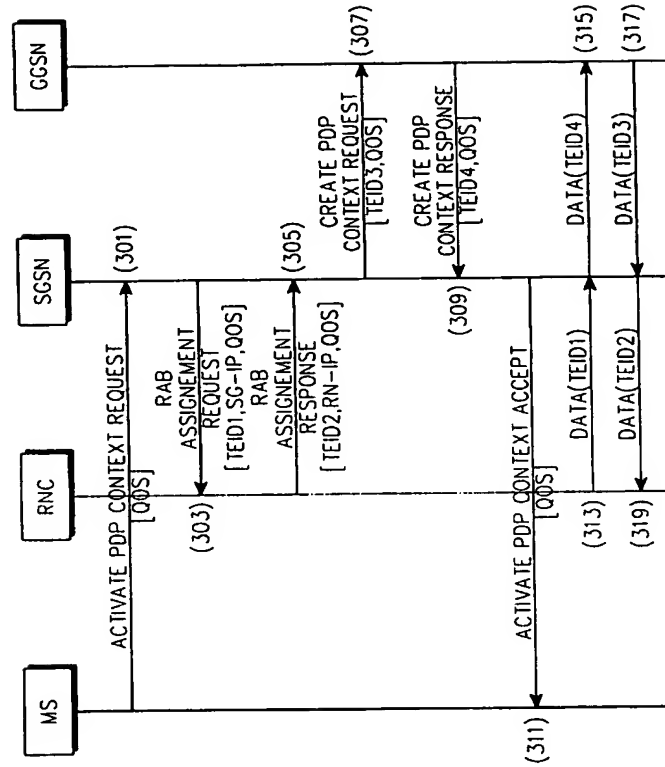 MS
RNC
SGSN
GGSN
ACTIVATE PDP CONTEXT REQUEST
[QOS]
(301)
RAB
ASSIGNEMENT
REQUEST
[TEID1,SG-IP,QOS]
(303)
RAB
ASSIGNEMENT
RESPONSE
[TEID2,RN-IP,QOS]
(305)
CREATE PDP
CONTEXT REQUEST
[TEID3,QOS]
(307)
CREATE PDP
CONTEXT RESPONSE
[TEID4,QOS]
(309)
ACTIVATE PDP CONTEXT ACCEPT
[QOS]
(311)
(313)
DATA(TEID1)
DATA(TEID4)
(315)
(319)
DATA(TEID2)
DATA(TEID3)
(317)